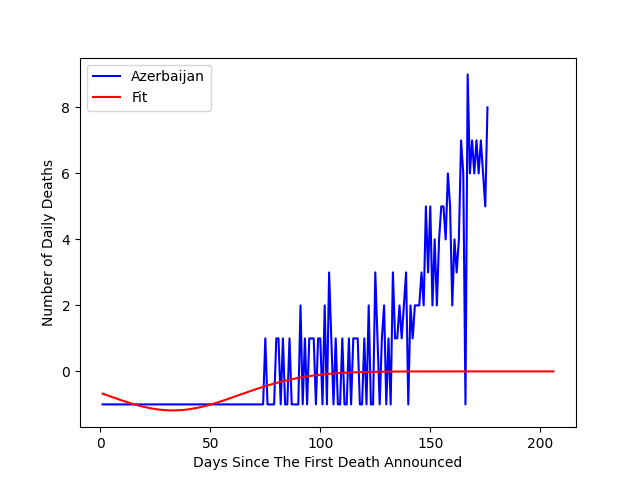 Azerbaijan
Fit
Number of Daily Deaths
8
6
4
2
0
0 50 100 150 200
Days Since The First Death Announced